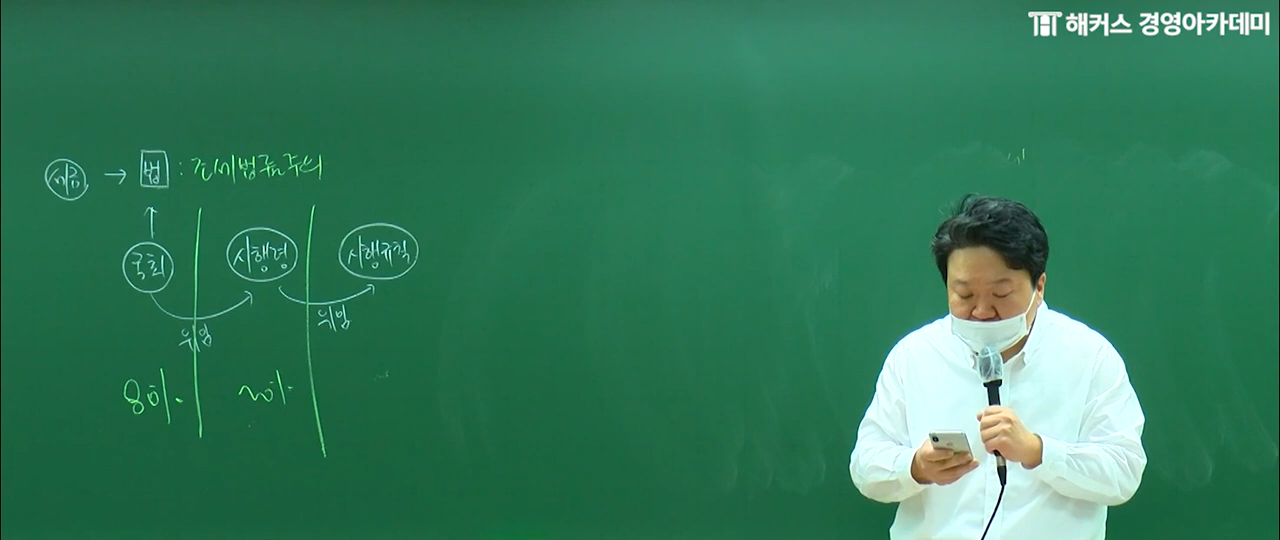 해커스 경영아카데미
세금 → 법 : 조세법률주의
국회 시행령 시행규칙
위임 위임
80% 20%